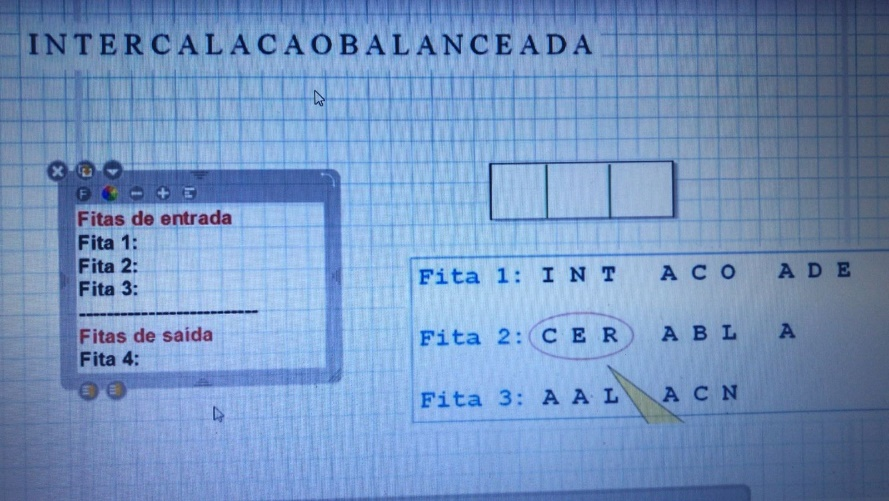 INTERCALACAOBALANCEADA
Fitas de entrada
Fita 1:
Fita 2:
Fita 3:
--------------------------
Fitas de saida
Fita 4:
Fita 1: I N T A C O A D E
Fita 2: C E R A B L A
Fita 3: A A L A C N